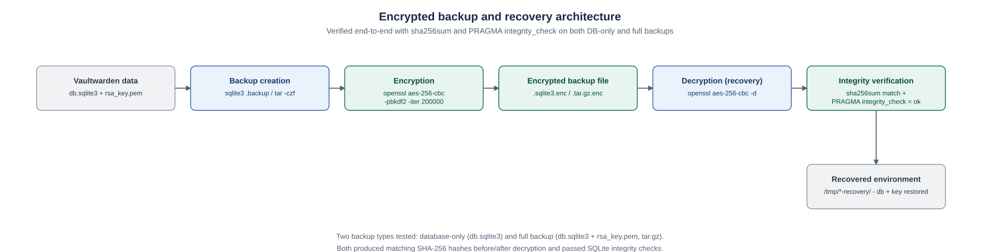 Encrypted backup and recovery architecture
Verified end-to-end with sha256sum and PRAGMA integrity_check on both DB-only and full backups
Vaultwarden data
db.sqlite3 + rsa_key.pem
Backup creation
sqlite3 .backup / tar -czf
Encryption
openssl aes-256-cbc
-pbkdf2 -iter 200000
Encrypted backup file
.sqlite3.enc / .tar.gz.enc
Decryption (recovery)
openssl aes-256-cbc -d
Integrity verification
sha256sum match +
PRAGMA integrity_check = ok
Recovered environment
/tmp/*-recovery/ - db + key restored
Two backup types tested: database-only (db.sqlite3) and full backup (db.sqlite3 + rsa_key.pem, tar.gz).
Both produced matching SHA-256 hashes before/after decryption and passed SQLite integrity checks.